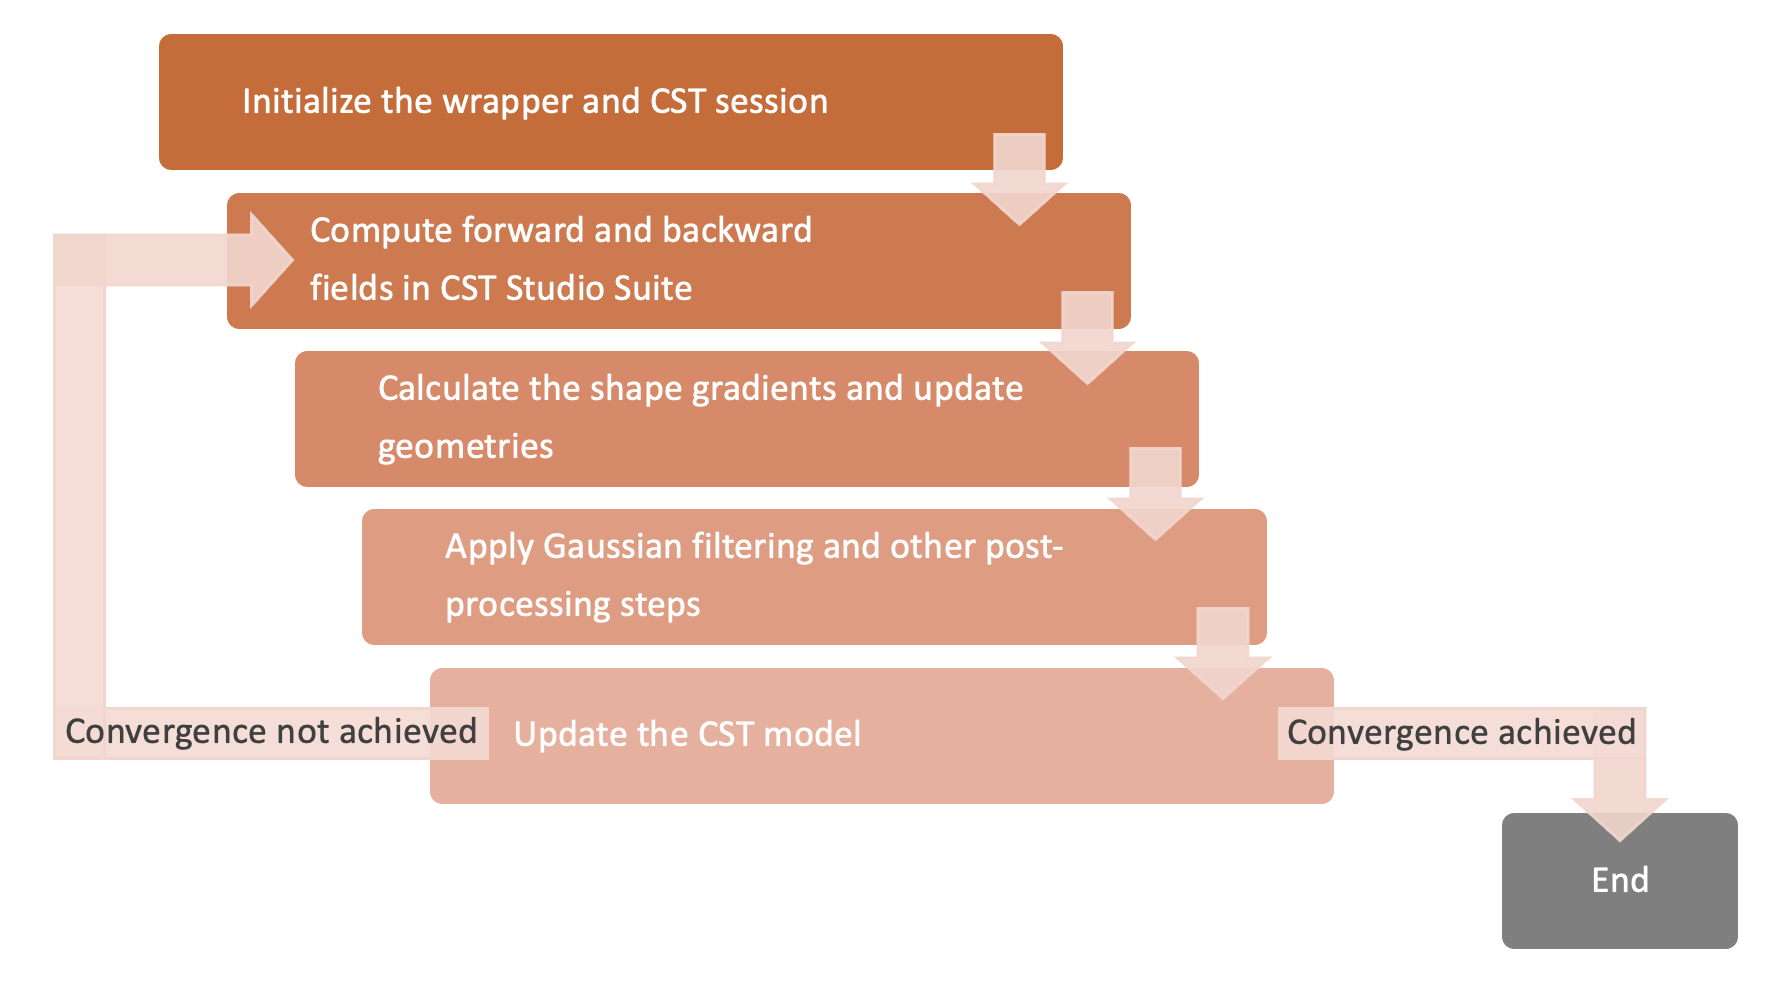 Initialize the wrapper and CST session
Compute forward and backward
fields in CST Studio Suite
Calculate the shape gradients and update
geometries
Apply Gaussian filtering and other post-
processing steps
Convergence not achieved
Update the CST model
Convergence achieved
End